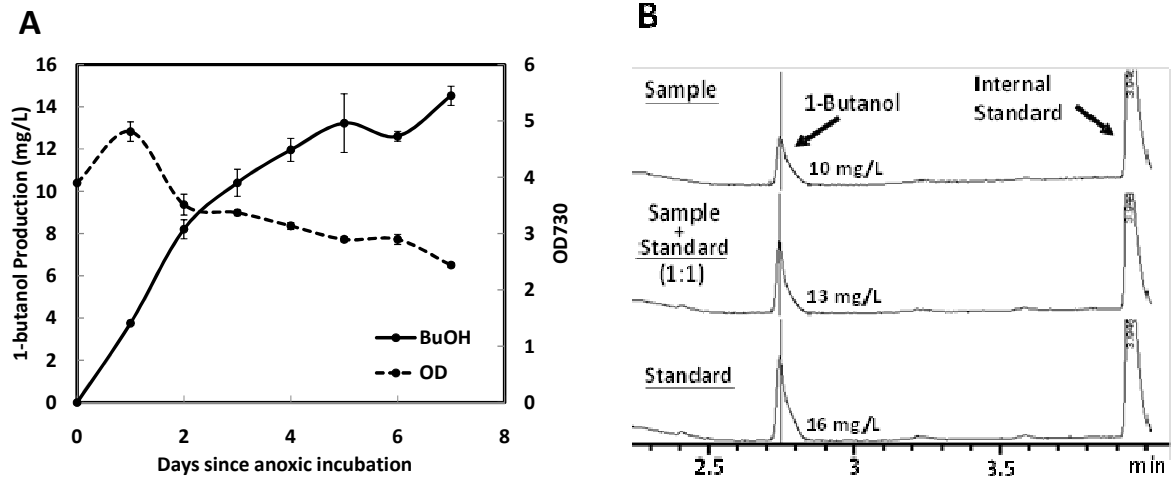 A
16
14
12
10
8
6
4
2
0
1-butanol Production (mg/L)
6
5
4
3
2
1
0
OD730
BuOH
OD
0 2 4 6 8
Days since anoxic incubation
B
Sample
1-Butanol
Internal
Standard
10 mg/L
Sample
+
Standard
(1:1)
13 mg/L
Standard
16 mg/L
2.5 3 3.5 min